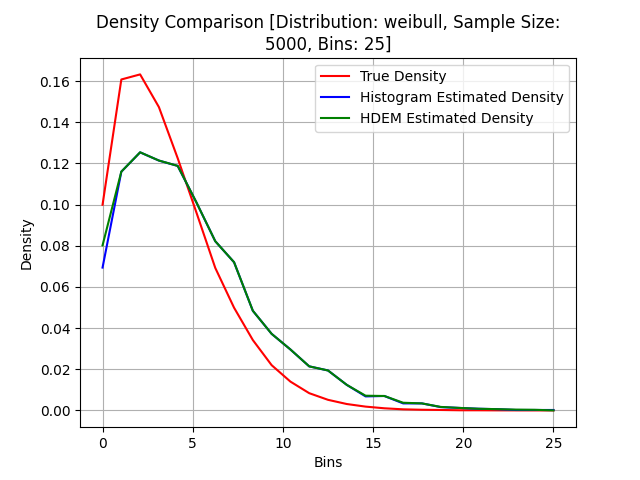 Density Comparison [Distribution: weibull, Sample Size:
5000, Bins: 25]
True Density
Histogram Estimated Density
HDEM Estimated Density
Density
0.16
0.14
0.12
0.10
0.08
0.06
0.04
0.02
0.00
0 5 10 15 20 25
Bins